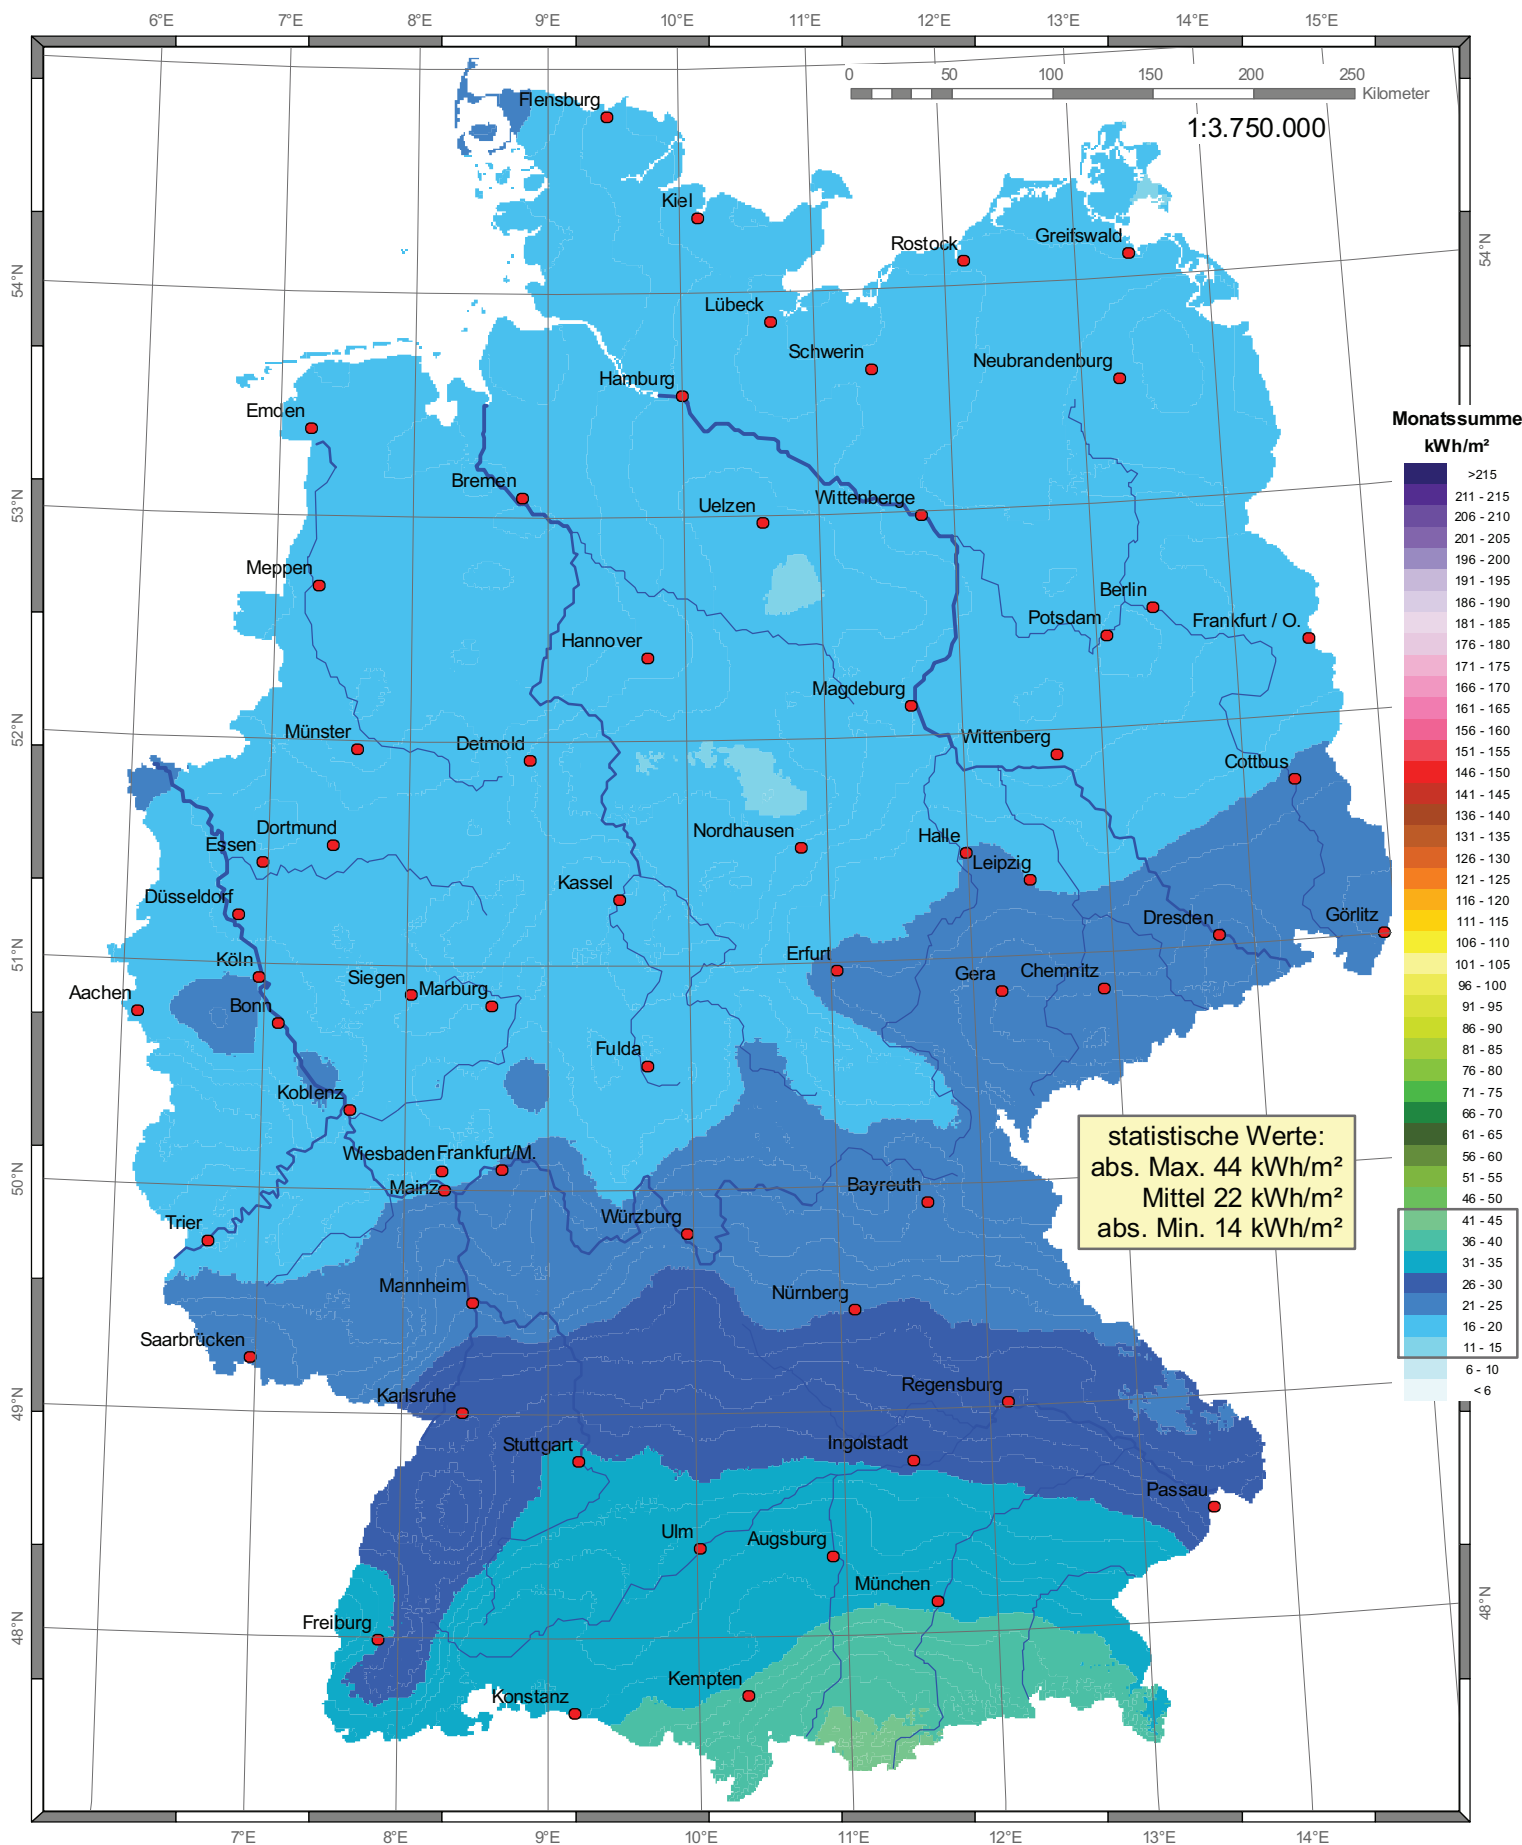 6°E 7°E 8°E 9°E 10°E 11°E 12°E 13°E 14°E 15°E
0 50 100 150 200 250
Kilometer
1:3.750.000
Flensburg
Kiel
Rostock
Greifswald
54°N
54°N
Lübeck
Schwerin
Neubrandenburg
Hamburg
Emden
Bremen
Uelzen
Wittenberge
53°N
Meppen
Berlin
Potsdam
Frankfurt / O.
Hannover
Magdeburg
52°N
Münster
Detmold
Wittenberg
Cottbus
Dortmund
Essen
Nordhausen
Halle
Leipzig
Kassel
Düsseldorf
Dresden
Görlitz
51°N
Köln
Erfurt
Aachen
Siegen
Marburg
Gera
Chemnitz
Bonn
Fulda
Koblenz
Wiesbaden
Frankfurt/M.
50°N
Mainz
Bayreuth
Trier
Würzburg
Mannheim
Nürnberg
Saarbrücken
49°N
Karlsruhe
Regensburg
Stuttgart
Ingolstadt
Passau
Ulm
Augsburg
München
48°N
48°N
Freiburg
Kempten
Konstanz
7°E 8°E 9°E 10°E 11°E 12°E 13°E 14°E
Monatssumme
kWh/m²
>215
211 - 215
206 - 210
201 - 205
196 - 200
191 - 195
186 - 190
181 - 185
176 - 180
171 - 175
166 - 170
161 - 165
156 - 160
151 - 155
146 - 150
141 - 145
136 - 140
131 - 135
126 - 130
121 - 125
116 - 120
111 - 115
106 - 110
101 - 105
96 - 100
91 - 95
86 - 90
81 - 85
76 - 80
71 - 75
66 - 70
61 - 65
56 - 60
51 - 55
46 - 50
41 - 45
36 - 40
31 - 35
26 - 30
21 - 25
16 - 20
11 - 15
6 - 10
< 6
statistische Werte:
abs. Max. 44 kWh/m²
Mittel 22 kWh/m²
abs. Min. 14 kWh/m²